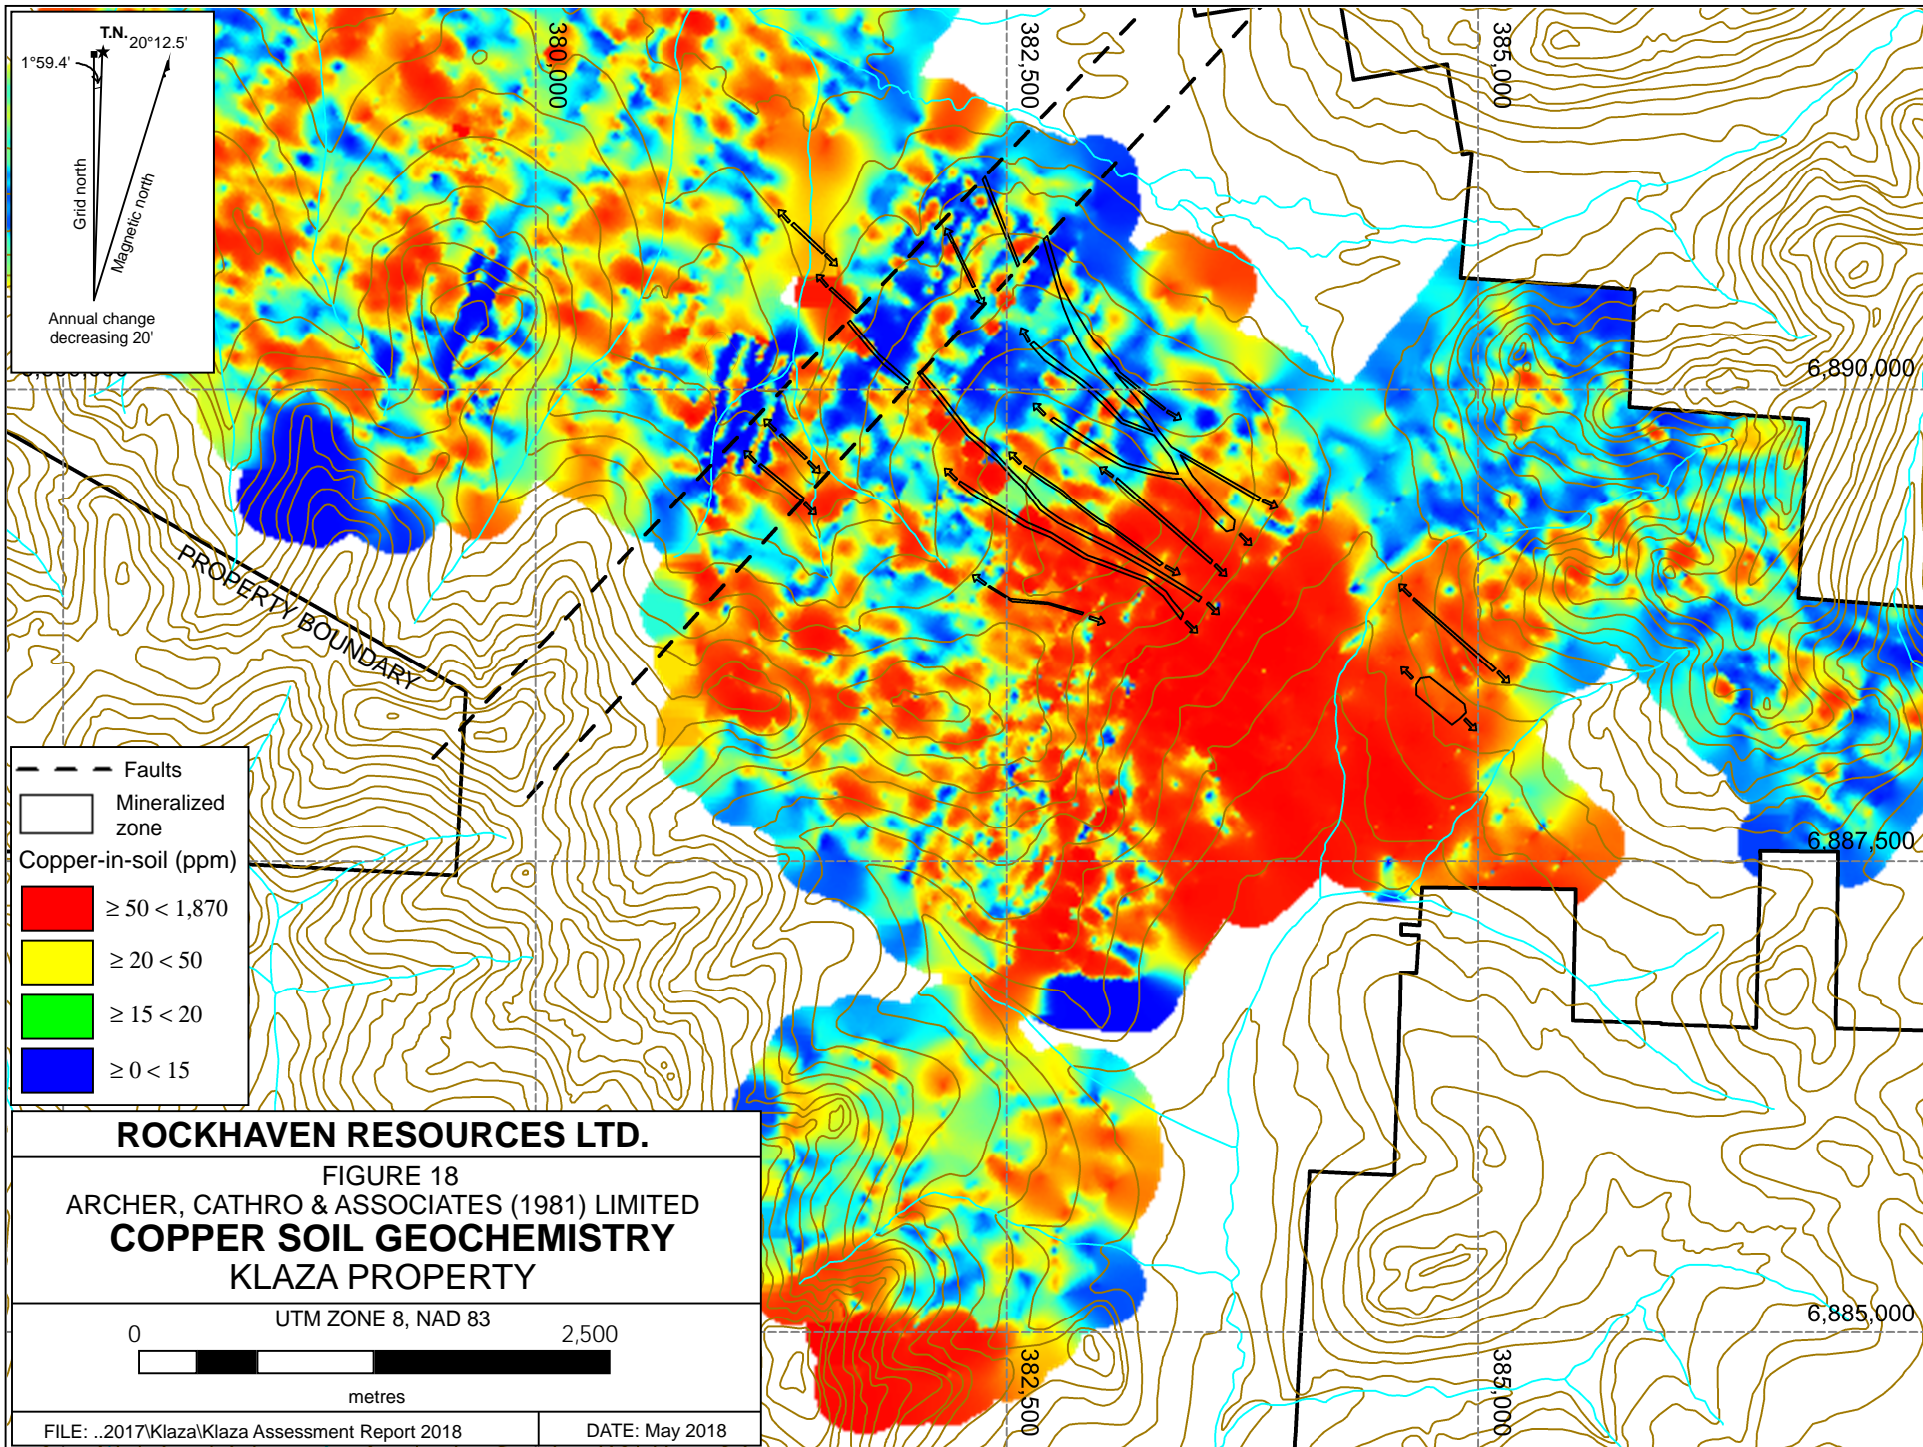 T.N.
20°12.5'
1°59.4'
Grid north
Magnetic north
Annual change
decreasing 20'
380,000
382,500
385,000
6,890,000
PROPERTY BOUNDARY
6,887,500
6,885,000
382,500
385,000
Faults
Mineralized
zone
Copper-in-soil (ppm)
≥ 50 < 1,870
≥ 20 < 50
≥ 15 < 20
≥ 0 < 15
ROCKHAVEN RESOURCES LTD.
FIGURE 18
ARCHER, CATHRO & ASSOCIATES (1981) LIMITED
COPPER SOIL GEOCHEMISTRY
KLAZA PROPERTY
UTM ZONE 8, NAD 83
0 2,500
metres
FILE: ..2017\Klaza\Klaza Assessment Report 2018
DATE: May 2018